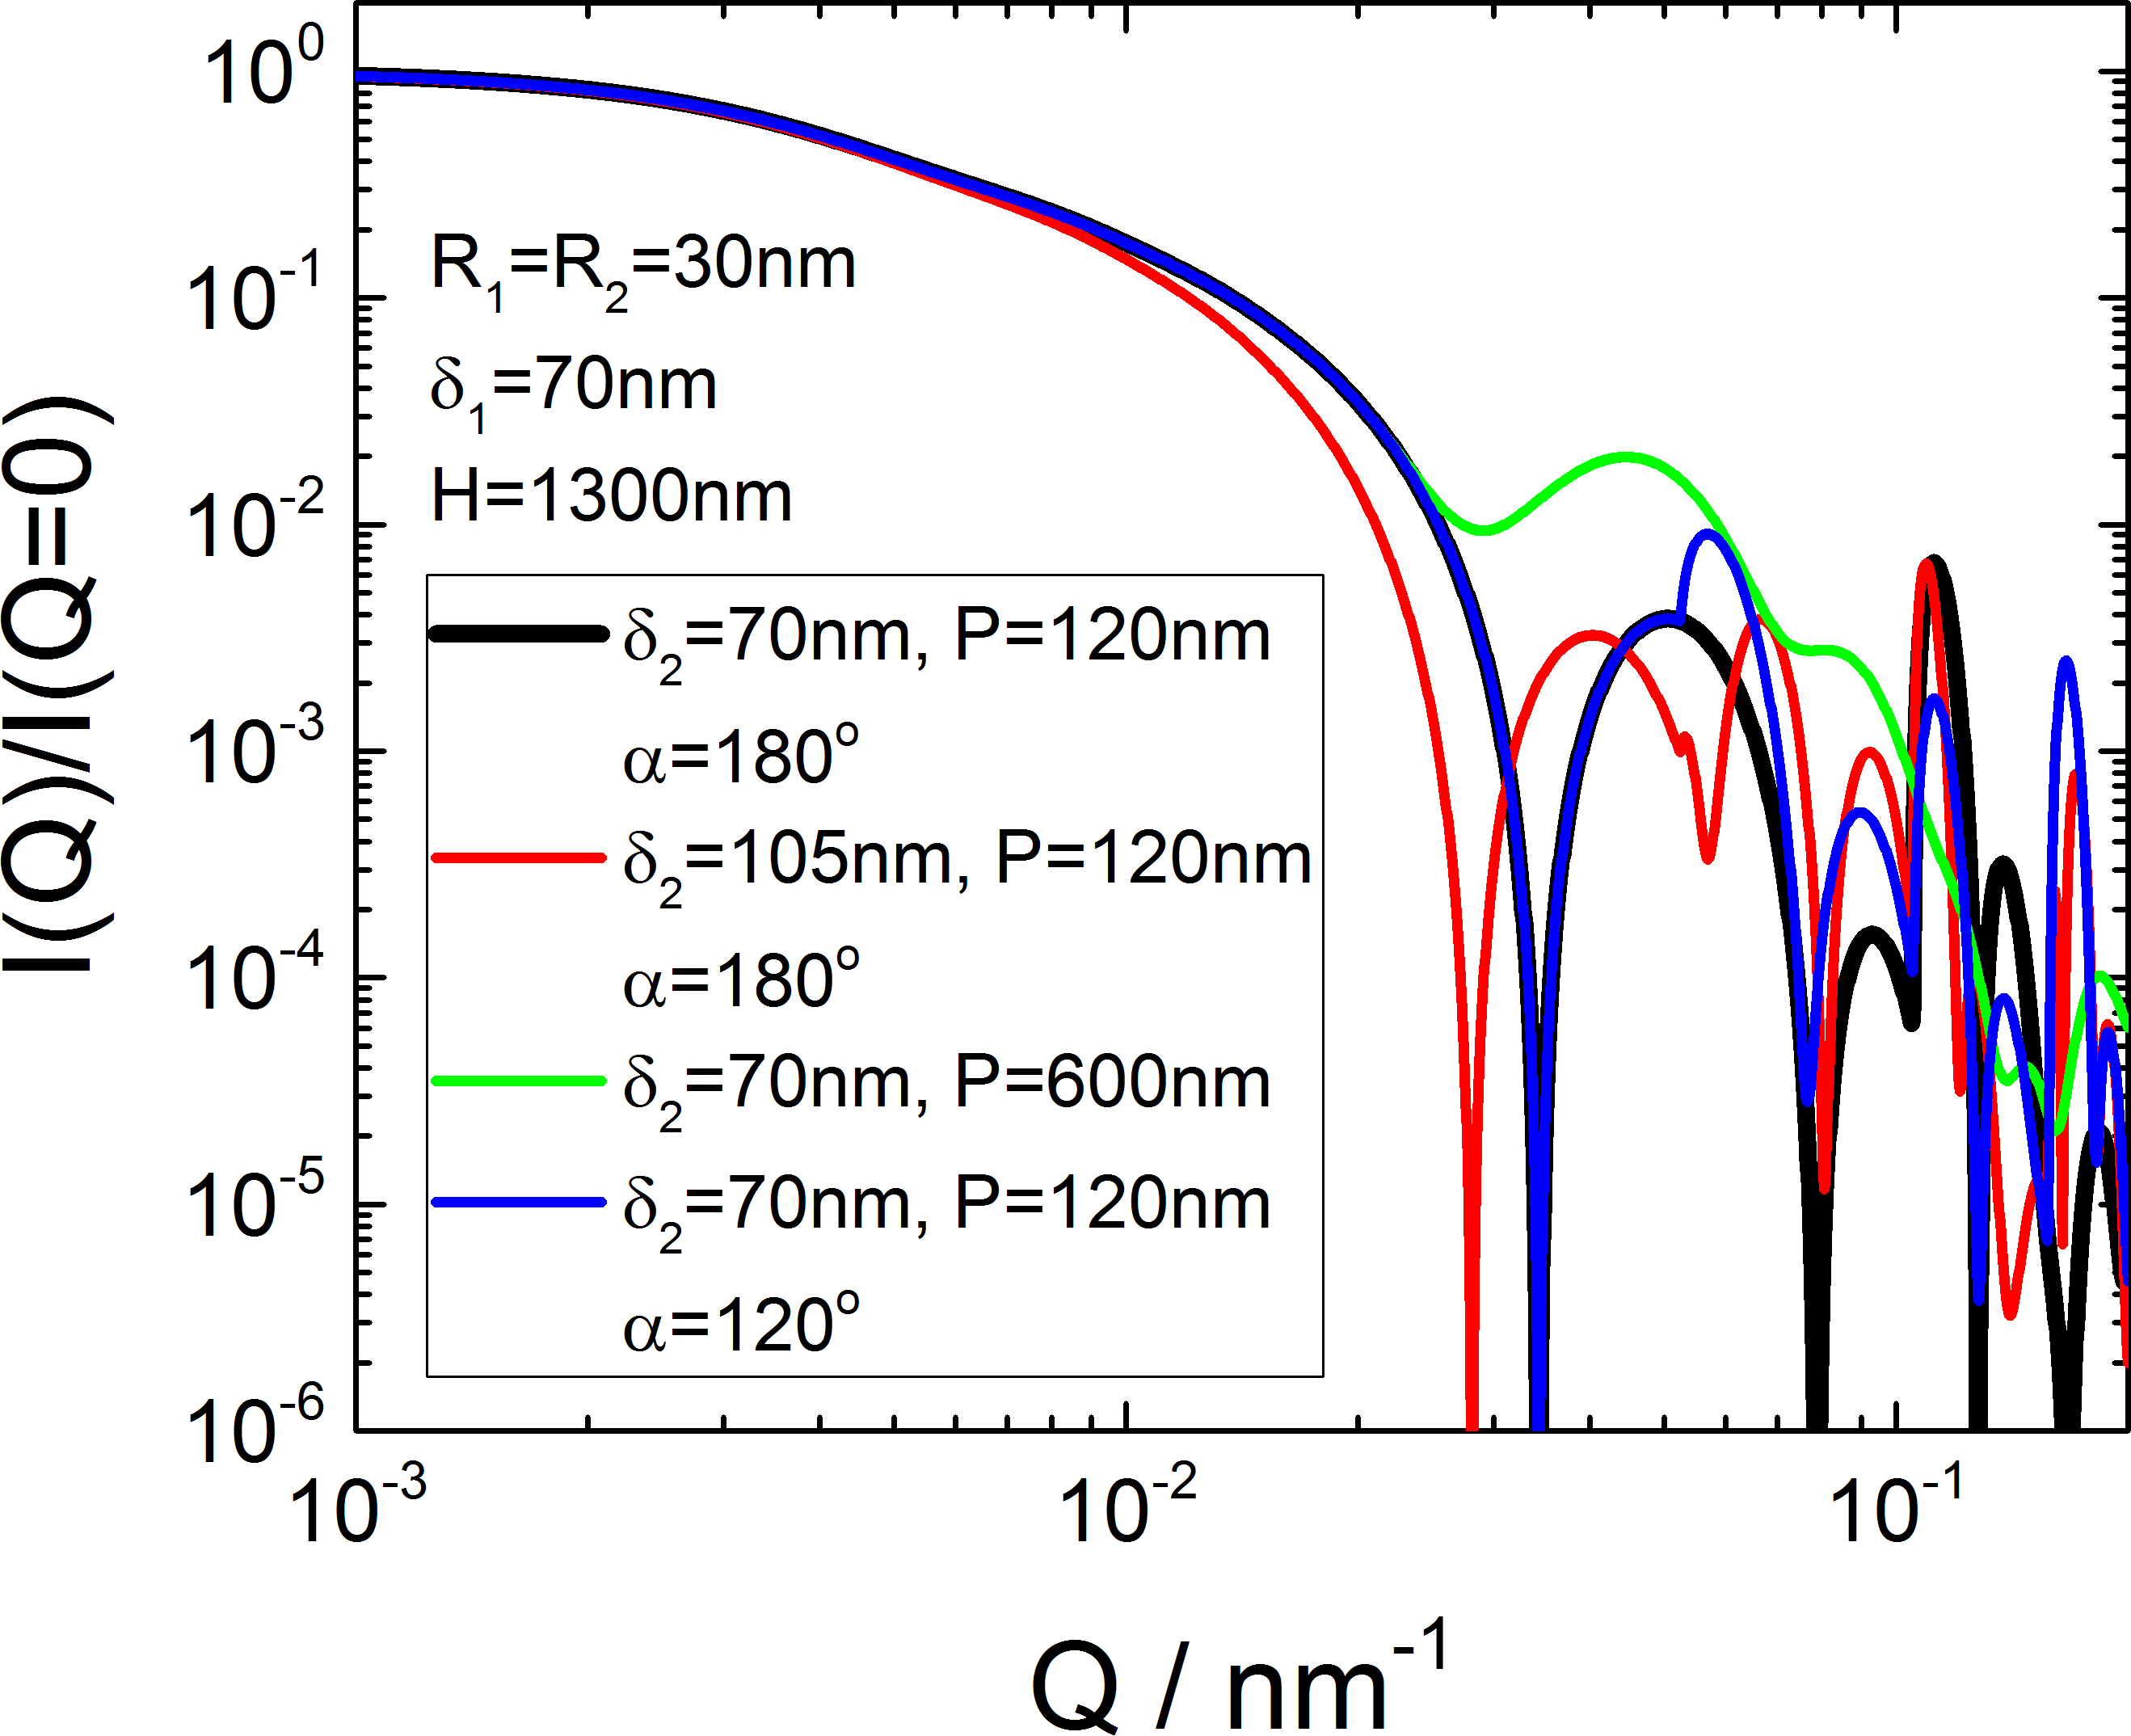 I(Q)/I(Q=0)
10⁰
10⁻¹
10⁻²
10⁻³
10⁻⁴
10⁻⁵
10⁻⁶
R₁=R₂=30nm
δ₁=70nm
H=1300nm
δ₂=70nm, P=120nm
α=180°
δ₂=105nm, P=120nm
α=180°
δ₂=70nm, P=600nm
δ₂=70nm, P=120nm
α=120°
10⁻³ 10⁻² 10⁻¹
Q / nm⁻¹